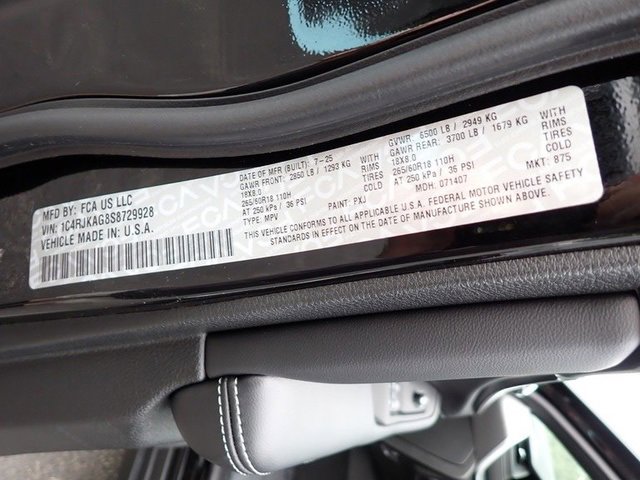 MFD BY: FCA US LLC
VIN: 1C4RJKAG8S8729928
VEHICLE MADE IN: U.S.A.
DATE OF MFR (BUILT): 7-25
GAWR FRONT: 2850 LB / 1293 KG WITH
18X8.0 RIMS
265/60R18 110H TIRES
AT 250 kPa / 36 PSI COLD
TYPE: MPV PAINT: PXJ
GVWR: 6500 LB / 2949 KG
GAWR REAR: 3700 LB / 1679 KG WITH
18X8.0 RIMS
265/60R18 110H TIRES
AT 250 kPa / 36 PSI COLD
MDH: 071407 MKT: 875
THIS VEHICLE CONFORMS TO ALL APPLICABLE U.S.A. FEDERAL MOTOR VEHICLE SAFETY
STANDARDS IN EFFECT ON THE DATE OF MANUFACTURE SHOWN ABOVE.